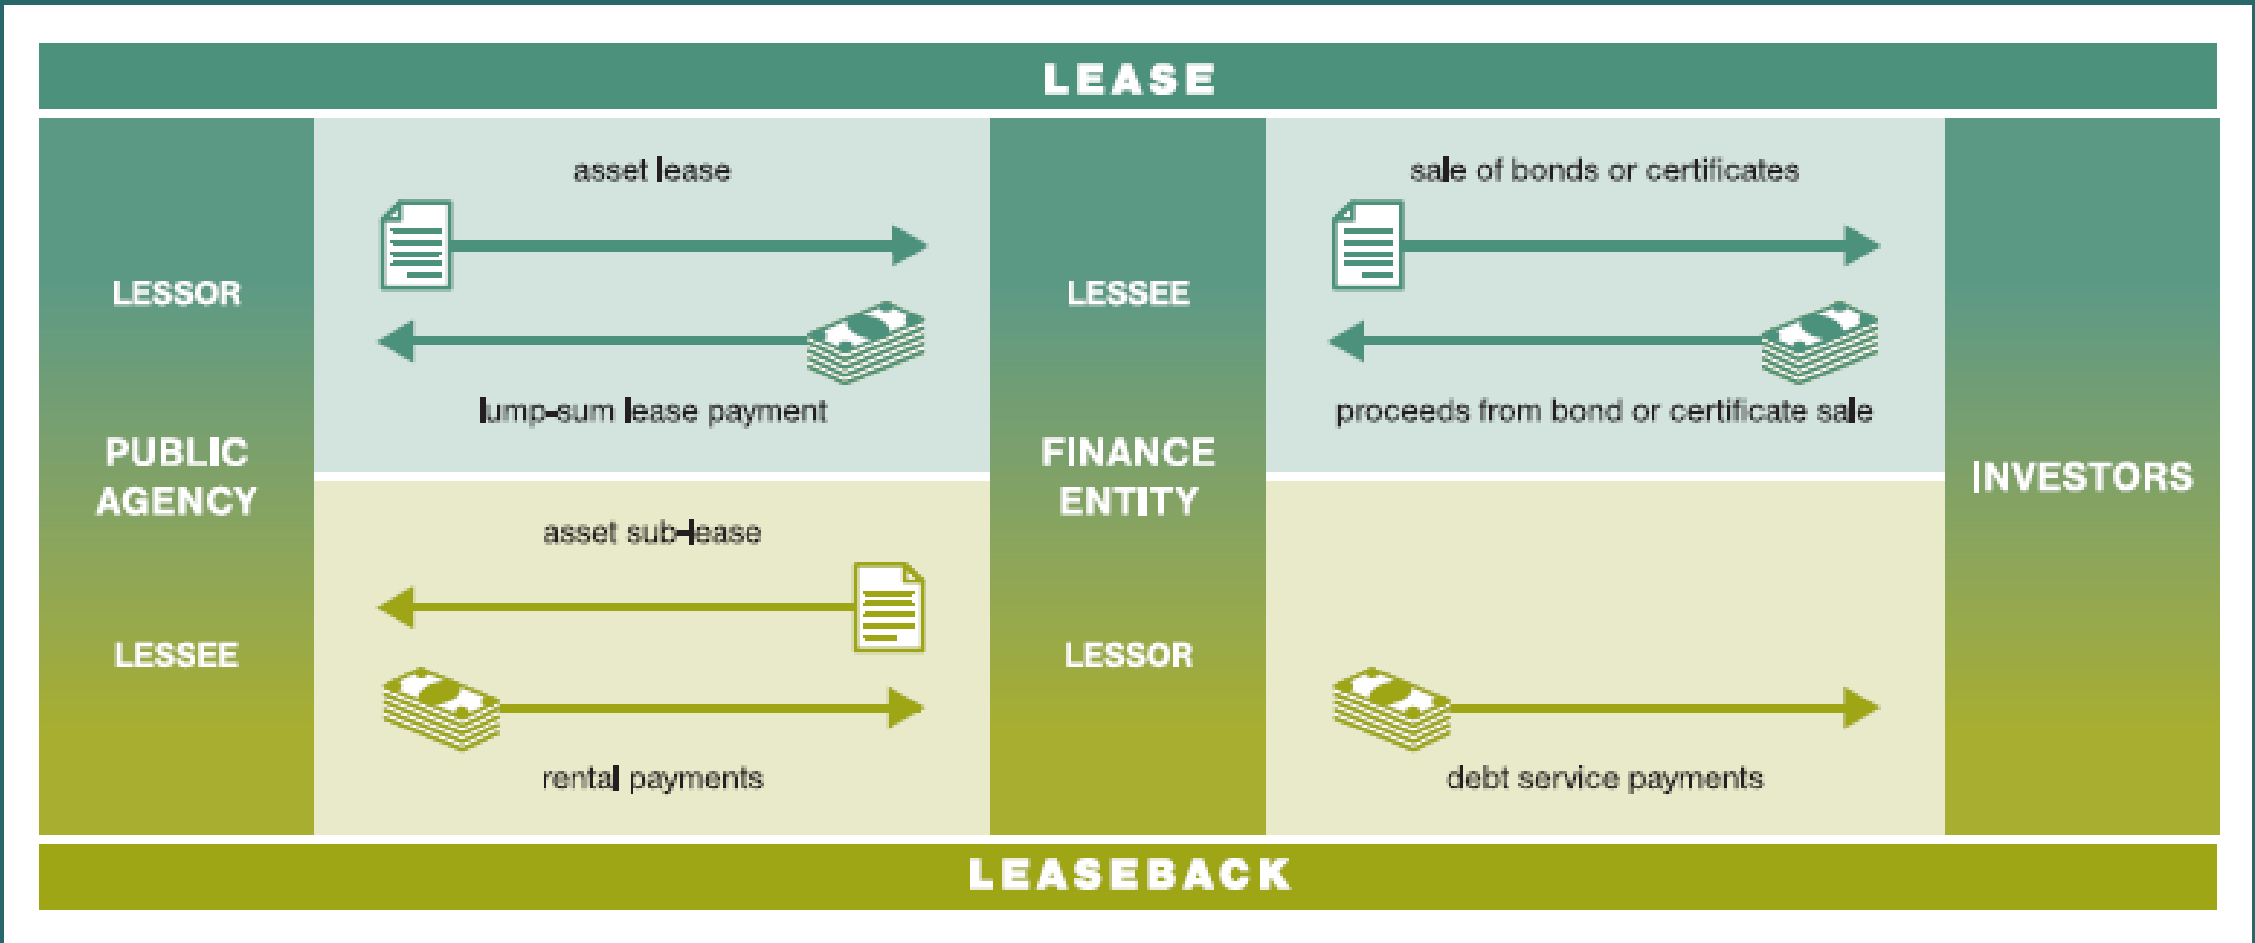 LEASE
LESSOR
PUBLIC
AGENCY
LESSEE
asset lease
lump-sum lease payment
asset sub-lease
rental payments
LESSEE
FINANCE
ENTITY
LESSOR
sale of bonds or certificates
proceeds from bond or certificate sale
debt service payments
INVESTORS
LEASEBACK